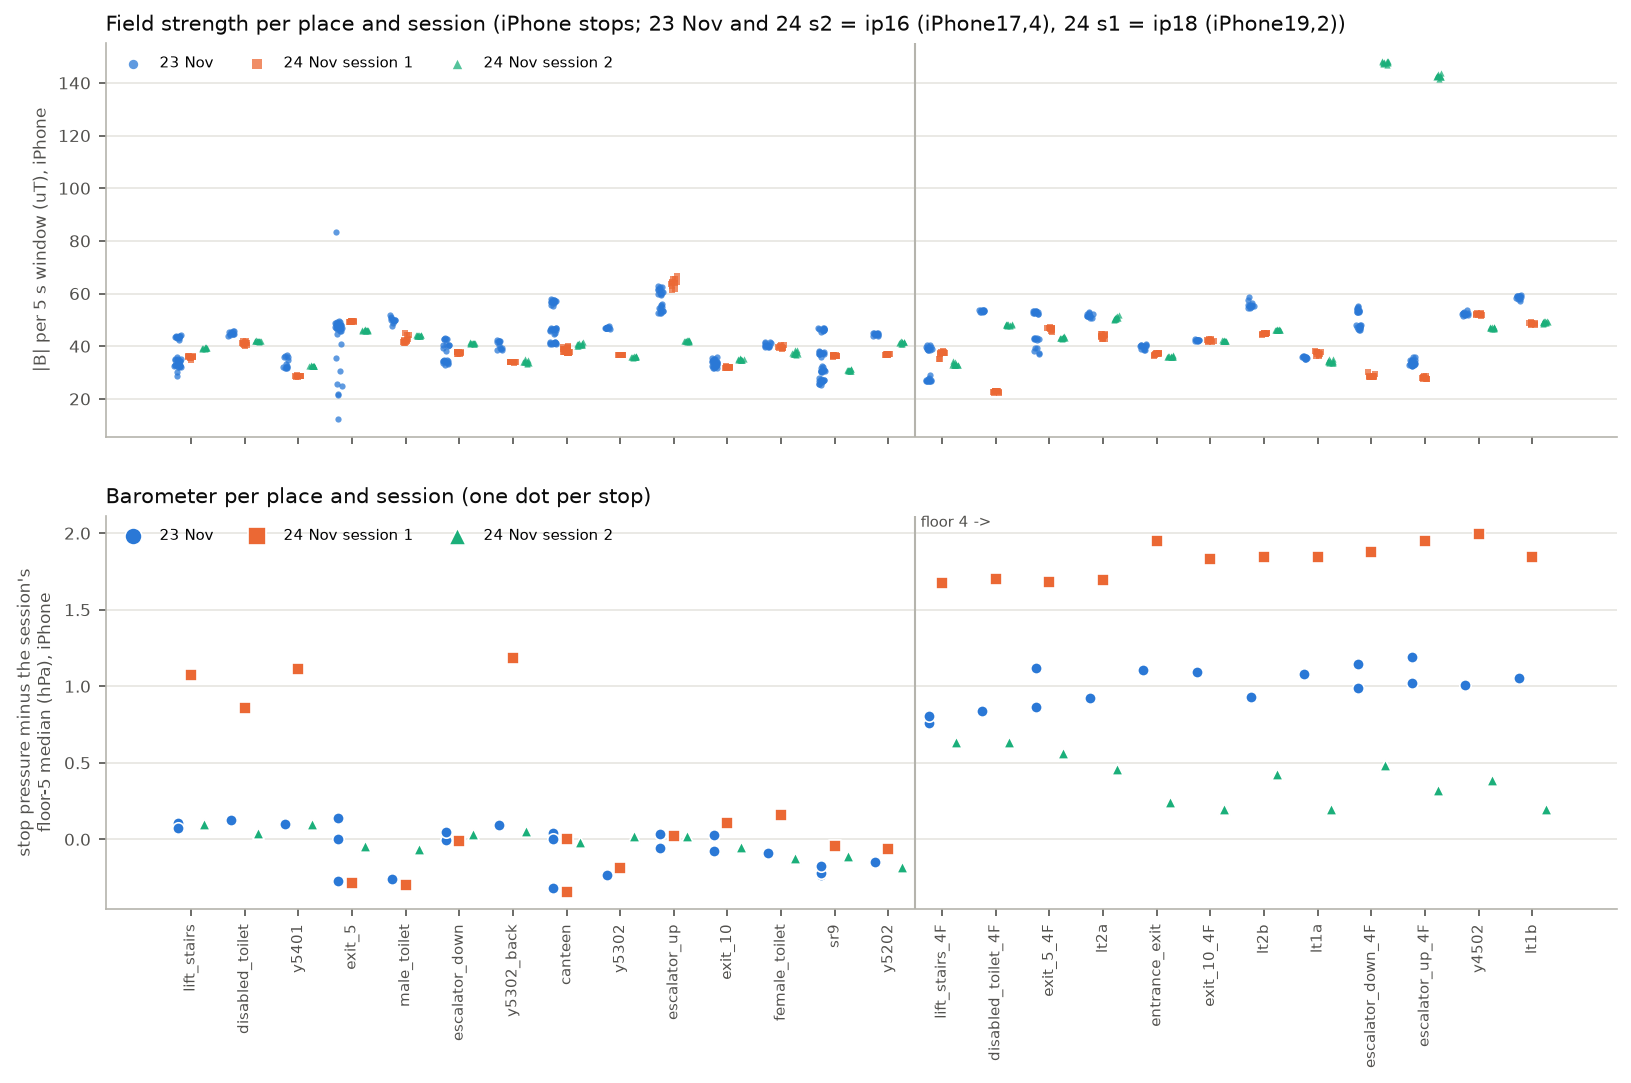 Field strength per place and session (iPhone stops; 23 Nov and 24 s2 = ip16 (iPhone17,4), 24 s1 = ip18 (iPhone19,2))
23 Nov
24 Nov session 1
24 Nov session 2
|B| per 5 s window (uT), iPhone
140
120
100
80
60
40
20
Barometer per place and session (one dot per stop)
23 Nov
24 Nov session 1
24 Nov session 2
floor 4 ->
stop pressure minus the session's
floor-5 median (hPa), iPhone
2.0
1.5
1.0
0.5
0.0
lift_stairs
disabled_toilet
y5401
exit_5
male_toilet
escalator_down
y5302_back
canteen
y5302
escalator_up
exit_10
female_toilet
sr9
y5202
lift_stairs_4F
disabled_toilet_4F
exit_5_4F
lt2a
entrance_exit
exit_10_4F
lt2b
lt1a
escalator_down_4F
escalator_up_4F
y4502
lt1b